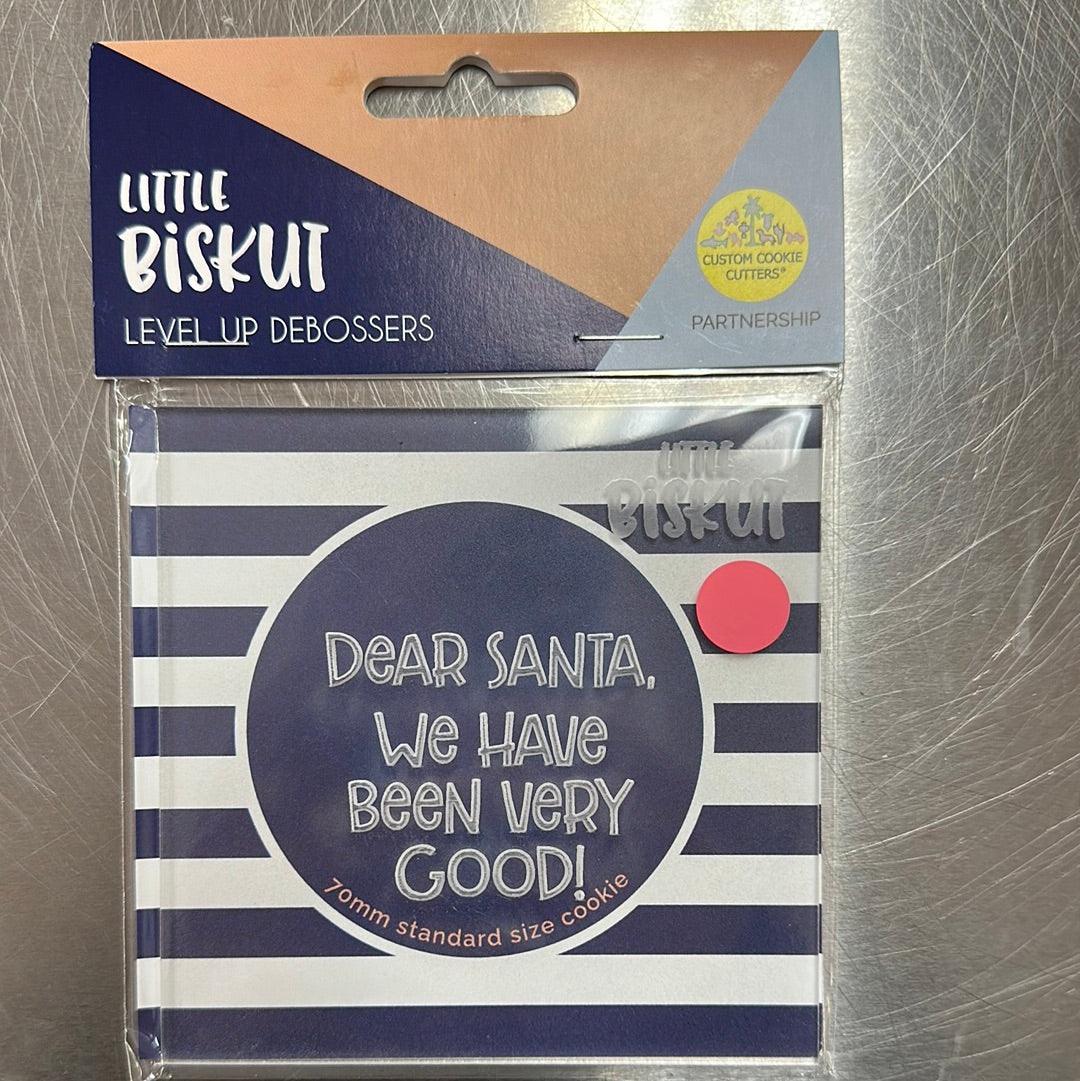 LITTLE
BISKUT
LEVEL UP DEBOSSERS
CUSTOM COOKIE
CUTTERS®
PARTNERSHIP
LITTLE
BISKUT
DEAR SANTA,
WE HAVE
BEEN VERY
GOOD!
70mm standard size cookie